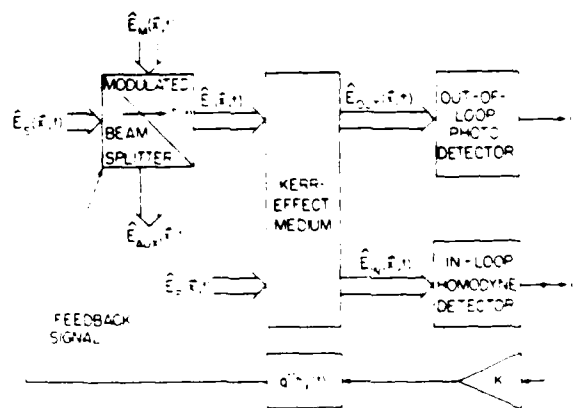 Ê_M(x̄,t)
MODULATED
BEAM
SPLITTER
Ê_S(x̄,t)
Ê(x̄,t)
Ê_AUX(x̄,t)
KERR-
EFFECT
MEDIUM
Ê_OUT(x̄,t)
OUT-OF-
LOOP
PHOTO
DETECTOR
Ê_P(x̄,t)
Ê_IN(x̄,t)
IN-LOOP
HOMODYNE
DETECTOR
FEEDBACK
SIGNAL
K